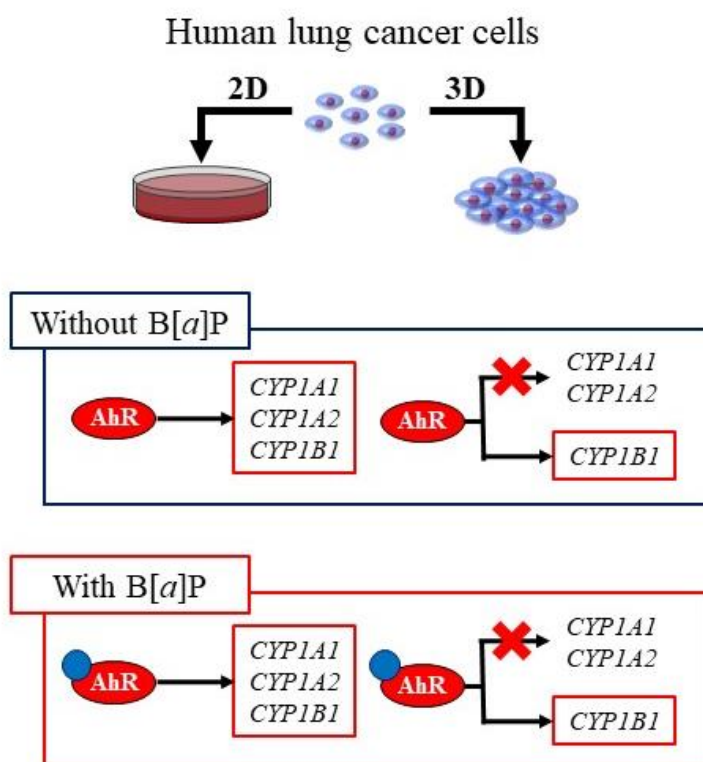 Human lung cancer cells
2D
3D
Without B[a]P
AhR
CYP1A1
CYP1A2
CYP1B1
AhR
CYP1A1
CYP1A2
CYP1B1
With B[a]P
AhR
CYP1A1
CYP1A2
CYP1B1
AhR
CYP1A1
CYP1A2
CYP1B1